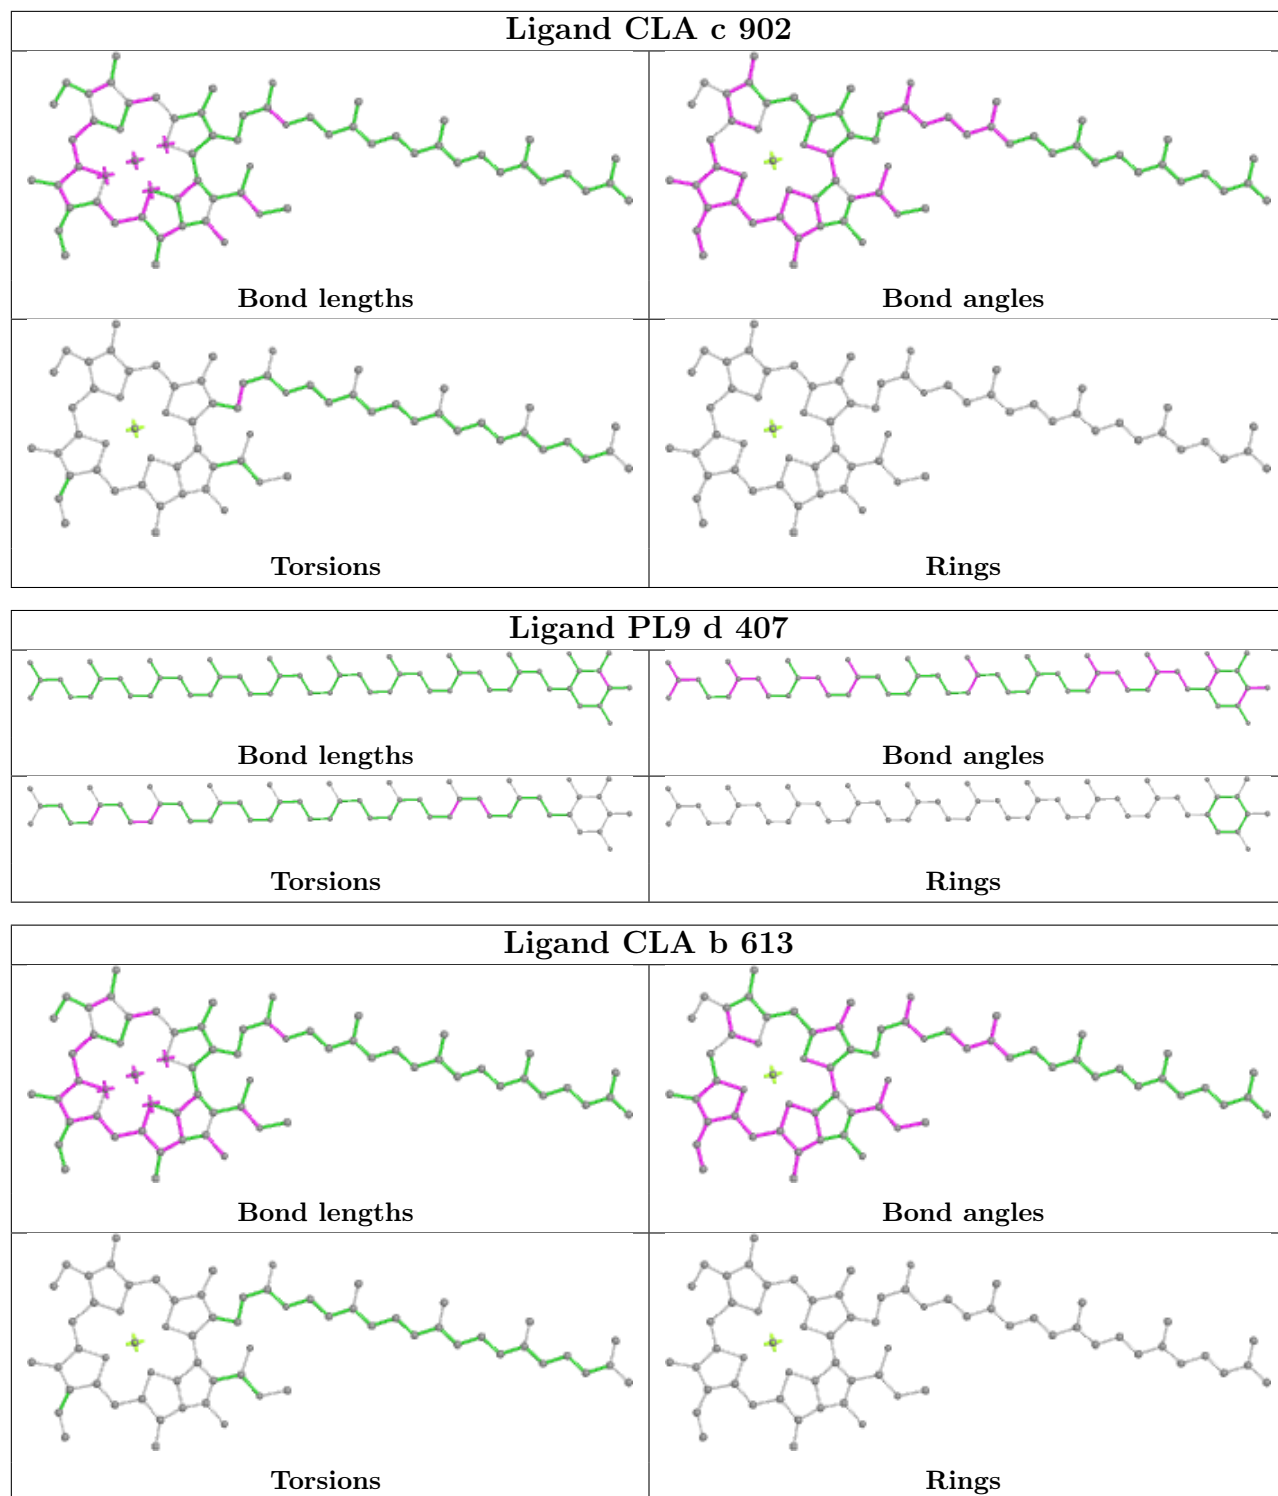 Ligand CLA c 902
Bond lengths
Bond angles
Torsions
Rings
Ligand PL9 d 407
Bond lengths
Bond angles
Torsions
Rings
Ligand CLA b 613
Bond lengths
Bond angles
Torsions
Rings